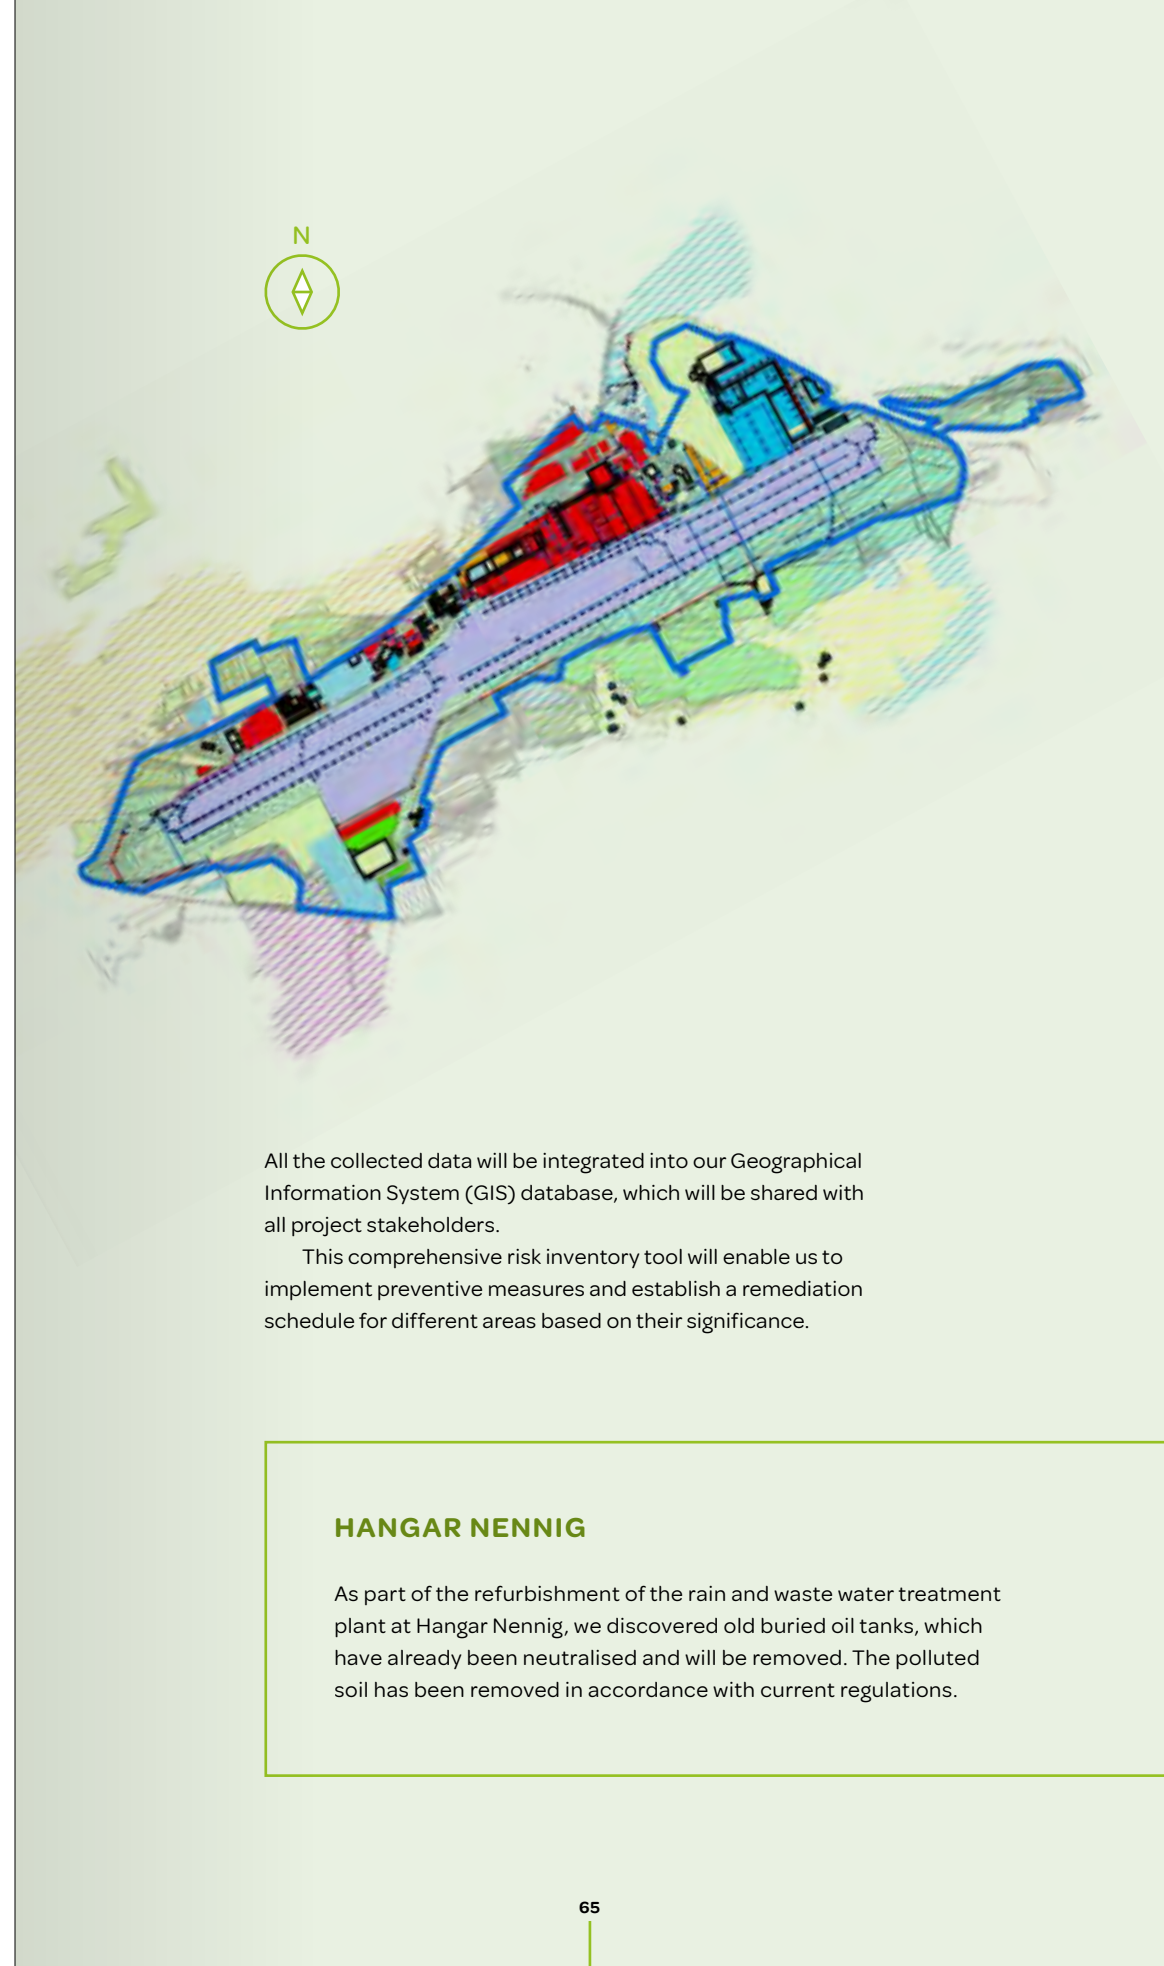 N
All the collected data will be integrated into our Geographical
Information System (GIS) database, which will be shared with
all project stakeholders.
This comprehensive risk inventory tool will enable us to
implement preventive measures and establish a remediation
schedule for different areas based on their significance.
HANGAR NENNIG
As part of the refurbishment of the rain and waste water treatment
plant at Hangar Nennig, we discovered old buried oil tanks, which
have already been neutralised and will be removed. The polluted
soil has been removed in accordance with current regulations.
65